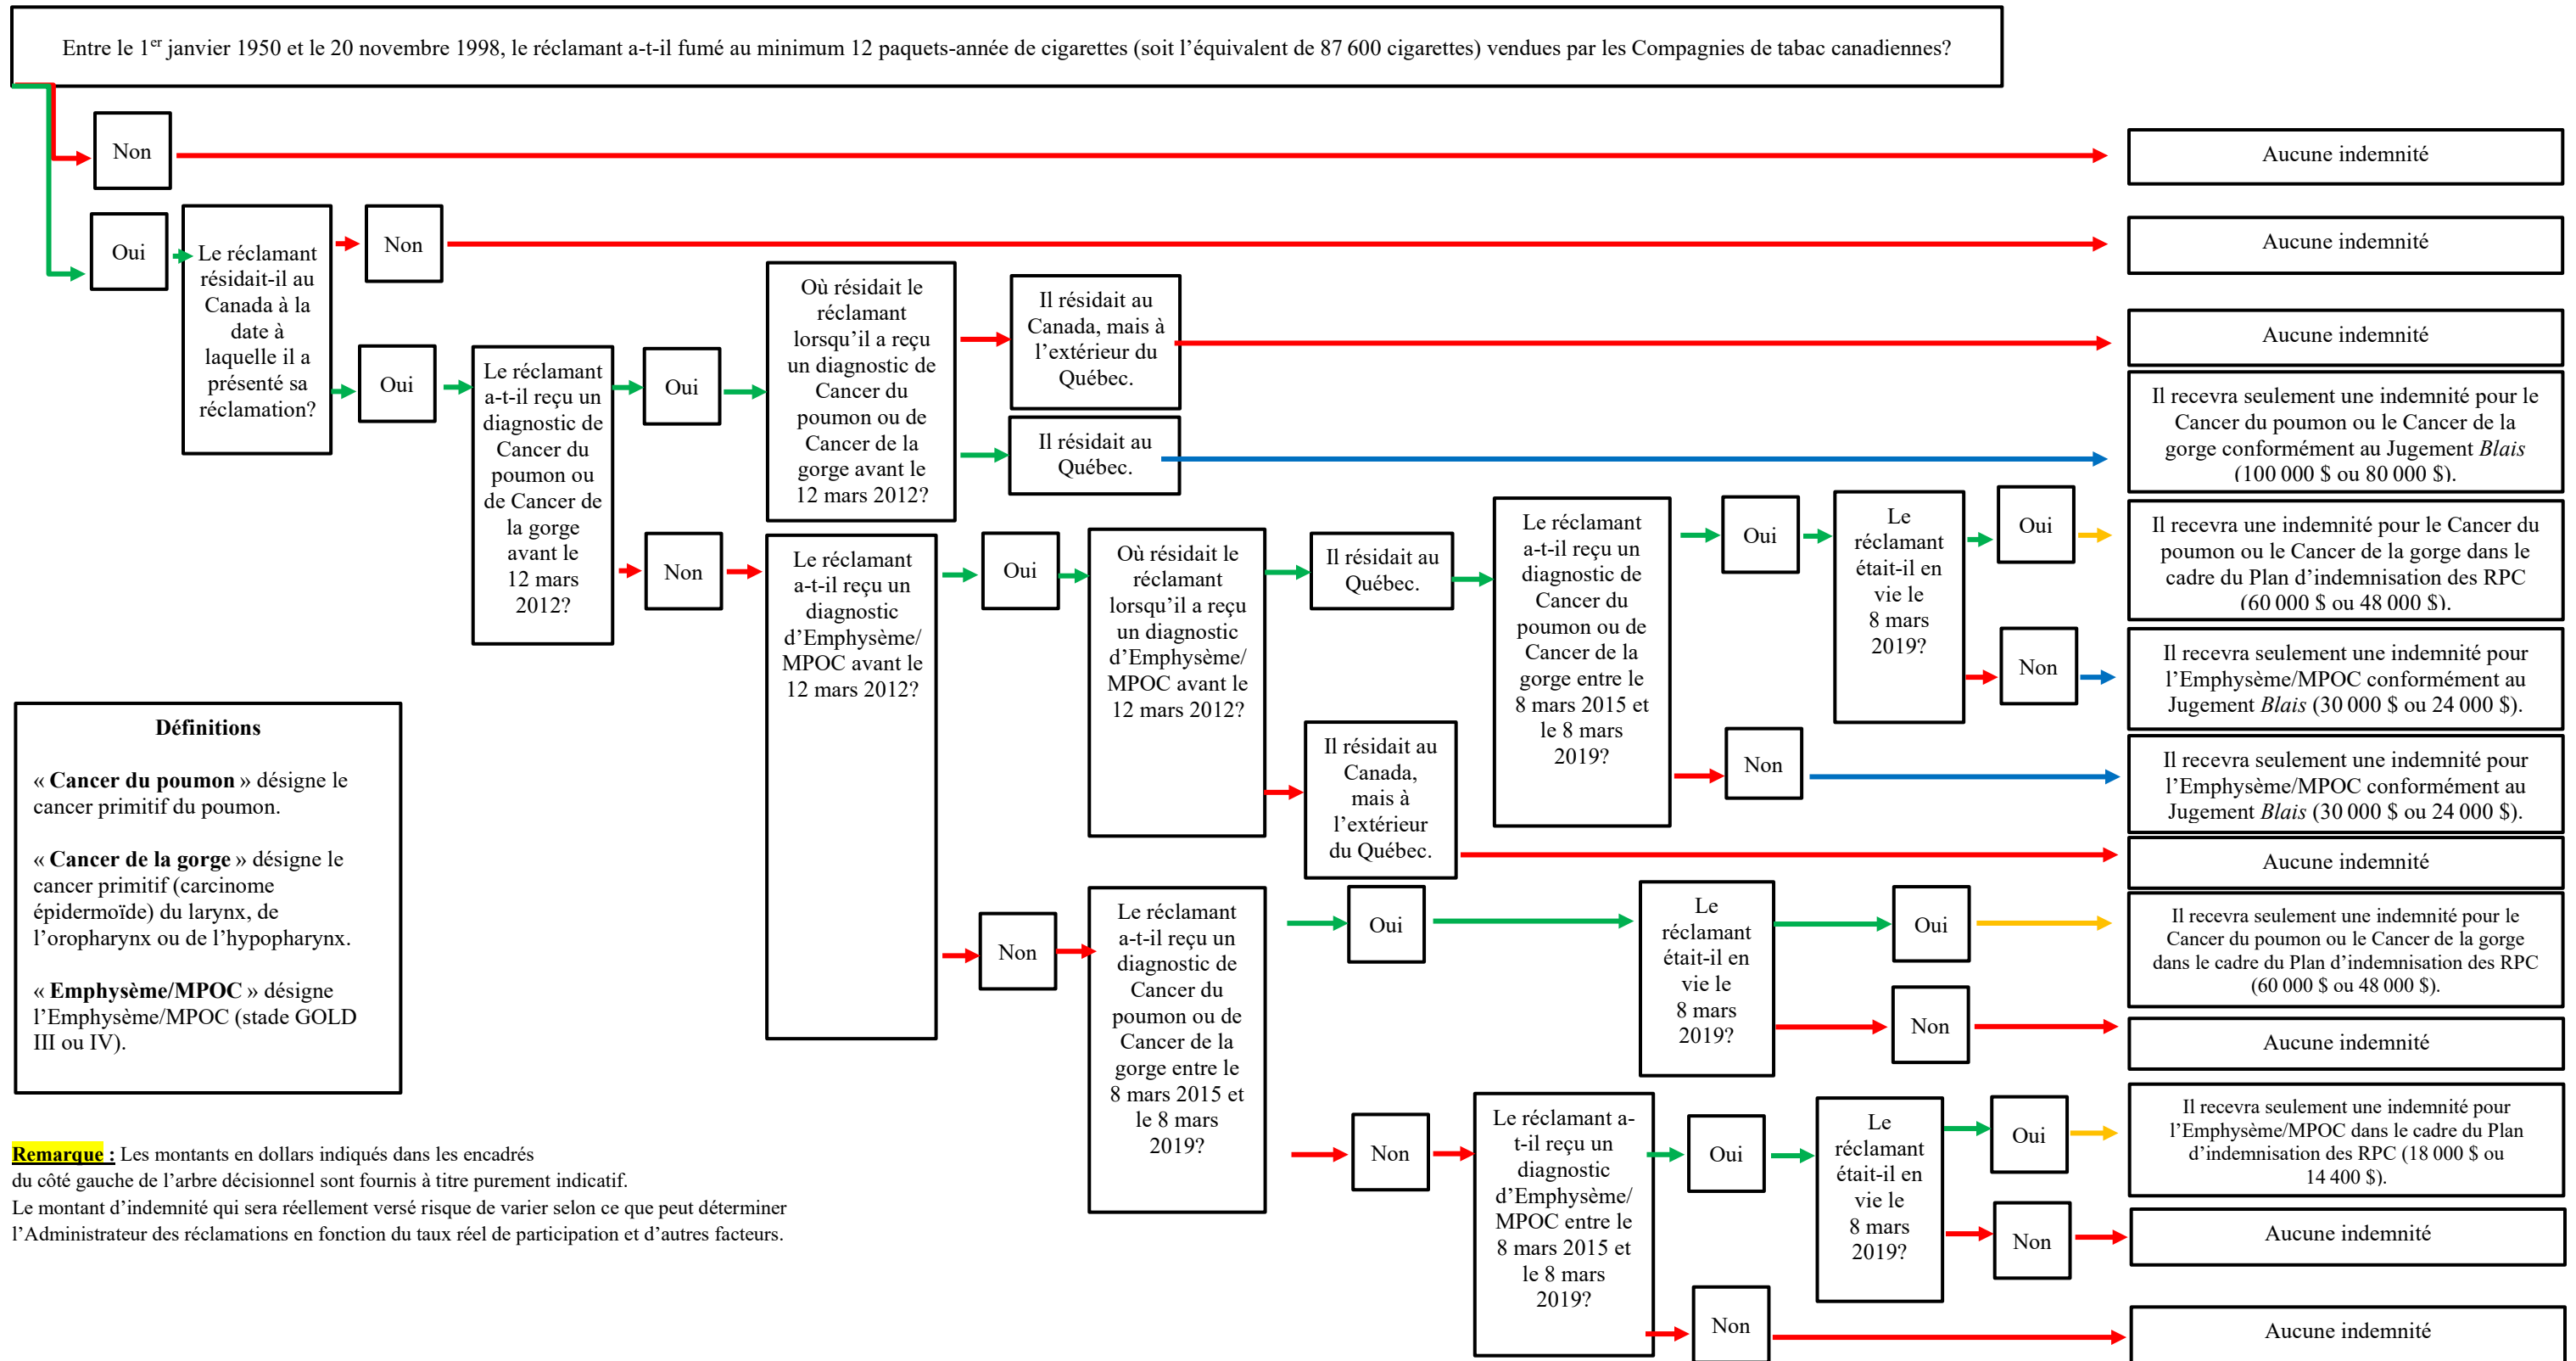 Entre le 1er janvier 1950 et le 20 novembre 1998, le réclamant a-t-il fumé au minimum 12 paquets-année de cigarettes (soit l’équivalent de 87 600 cigarettes) vendues par les Compagnies de tabac canadiennes?
Non
Aucune indemnité
Oui
Le réclamant
résidait-il au
Canada à la
date à
laquelle il a
présenté sa
réclamation?
Non
Aucune indemnité
Oui
Le réclamant
a-t-il reçu un
diagnostic de
Cancer du
poumon ou
de Cancer de
la gorge
avant le
12 mars
2012?
Oui
Où résidait le
réclamant
lorsqu’il a reçu
un diagnostic de
Cancer du
poumon ou de
Cancer de la
gorge avant le
12 mars 2012?
Il résidait au
Canada, mais à
l’extérieur du
Québec.
Aucune indemnité
Il résidait au
Québec.
Il recevra seulement une indemnité pour le
Cancer du poumon ou le Cancer de la
gorge conformément au Jugement Blais
(100 000 $ ou 80 000 $).
Non
Le réclamant
a-t-il reçu un
diagnostic
d’Emphysème/
MPOC avant le
12 mars 2012?
Oui
Où résidait le
réclamant
lorsqu’il a reçu
un diagnostic
d’Emphysème/
MPOC avant le
12 mars 2012?
Il résidait au
Québec.
Le réclamant
a-t-il reçu un
diagnostic de
Cancer du
poumon ou de
Cancer de la
gorge entre le
8 mars 2015 et
le 8 mars
2019?
Oui
Le
réclamant
était-il en
vie le
8 mars
2019?
Oui
Il recevra une indemnité pour le Cancer du
poumon ou le Cancer de la gorge dans le
cadre du Plan d’indemnisation des RPC
(60 000 $ ou 48 000 $).
Non
Il recevra seulement une indemnité pour
l’Emphysème/MPOC conformément au
Jugement Blais (30 000 $ ou 24 000 $).
Non
Il recevra seulement une indemnité pour
l’Emphysème/MPOC conformément au
Jugement Blais (30 000 $ ou 24 000 $).
Il résidait au
Canada,
mais à
l’extérieur
du Québec.
Aucune indemnité
Non
Le réclamant
a-t-il reçu un
diagnostic de
Cancer du
poumon ou de
Cancer de la
gorge entre le
8 mars 2015 et
le 8 mars
2019?
Oui
Le
réclamant
était-il en
vie le
8 mars
2019?
Oui
Il recevra seulement une indemnité pour le
Cancer du poumon ou le Cancer de la gorge
dans le cadre du Plan d’indemnisation des RPC
(60 000 $ ou 48 000 $).
Non
Aucune indemnité
Non
Le réclamant a-
t-il reçu un
diagnostic
d’Emphysème/
MPOC entre le
8 mars 2015 et
le 8 mars
2019?
Oui
Le
réclamant
était-il en
vie le
8 mars
2019?
Oui
Il recevra seulement une indemnité pour
l’Emphysème/MPOC dans le cadre du Plan
d’indemnisation des RPC (18 000 $ ou
14 400 $).
Non
Aucune indemnité
Non
Aucune indemnité
Définitions
« Cancer du poumon » désigne le
cancer primitif du poumon.
« Cancer de la gorge » désigne le
cancer primitif (carcinome
épidermoïde) du larynx, de
l’oropharynx ou de l’hypopharynx.
« Emphysème/MPOC » désigne
l’Emphysème/MPOC (stade GOLD
III ou IV).
Remarque : Les montants en dollars indiqués dans les encadrés
du côté gauche de l’arbre décisionnel sont fournis à titre purement indicatif.
Le montant d’indemnité qui sera réellement versé risque de varier selon ce que peut déterminer
l’Administrateur des réclamations en fonction du taux réel de participation et d’autres facteurs.